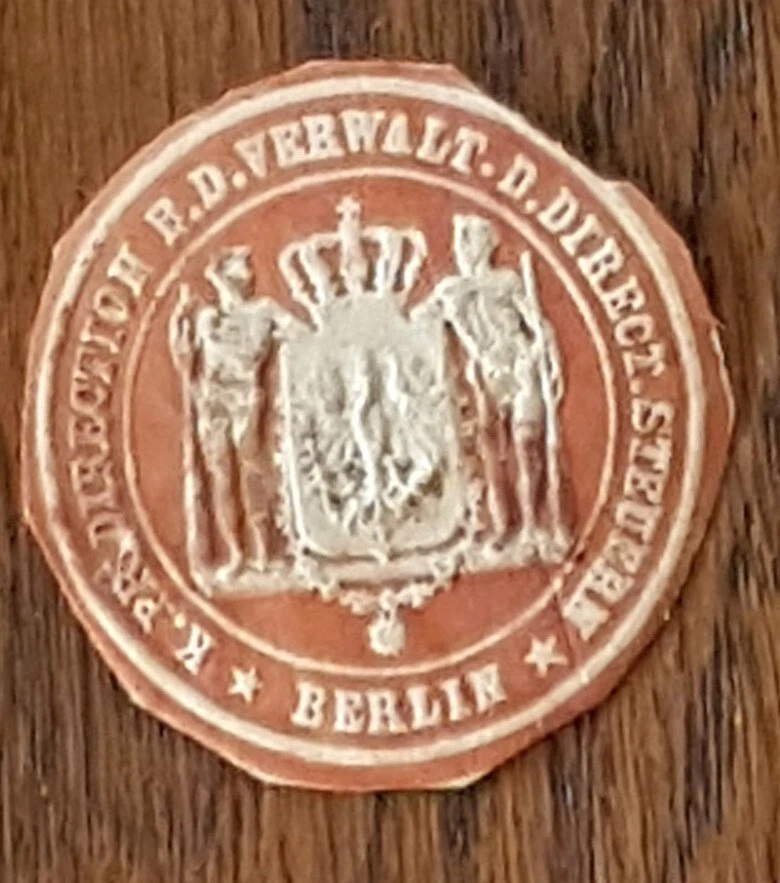 K. PR. DIRECTION F. D. VERWALT. D. DIRECT. STEUERN
BERLIN